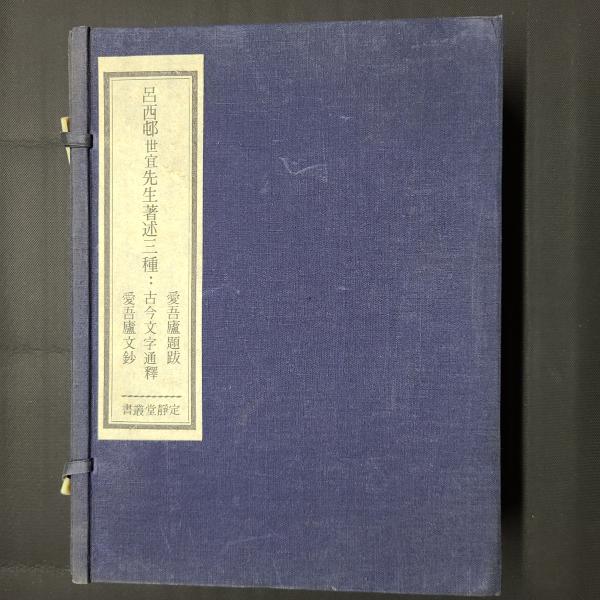 呂西邨世宜先生著述三種：
愛吾廬題跋
古今文字通釋
愛吾廬文鈔
定靜堂叢書